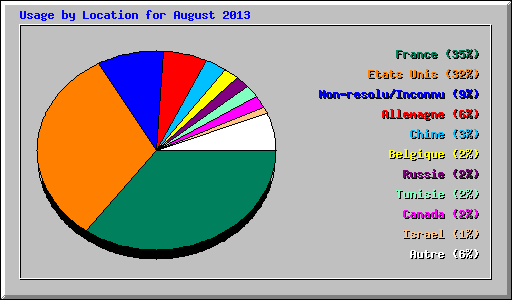 Usage by Location for August 2013
France (35%)
Etats Unis (32%)
Non-resolu/Inconnu (9%)
Allemagne (6%)
Chine (3%)
Belgique (2%)
Russie (2%)
Tunisie (2%)
Canada (2%)
Israel (1%)
Autre (6%)